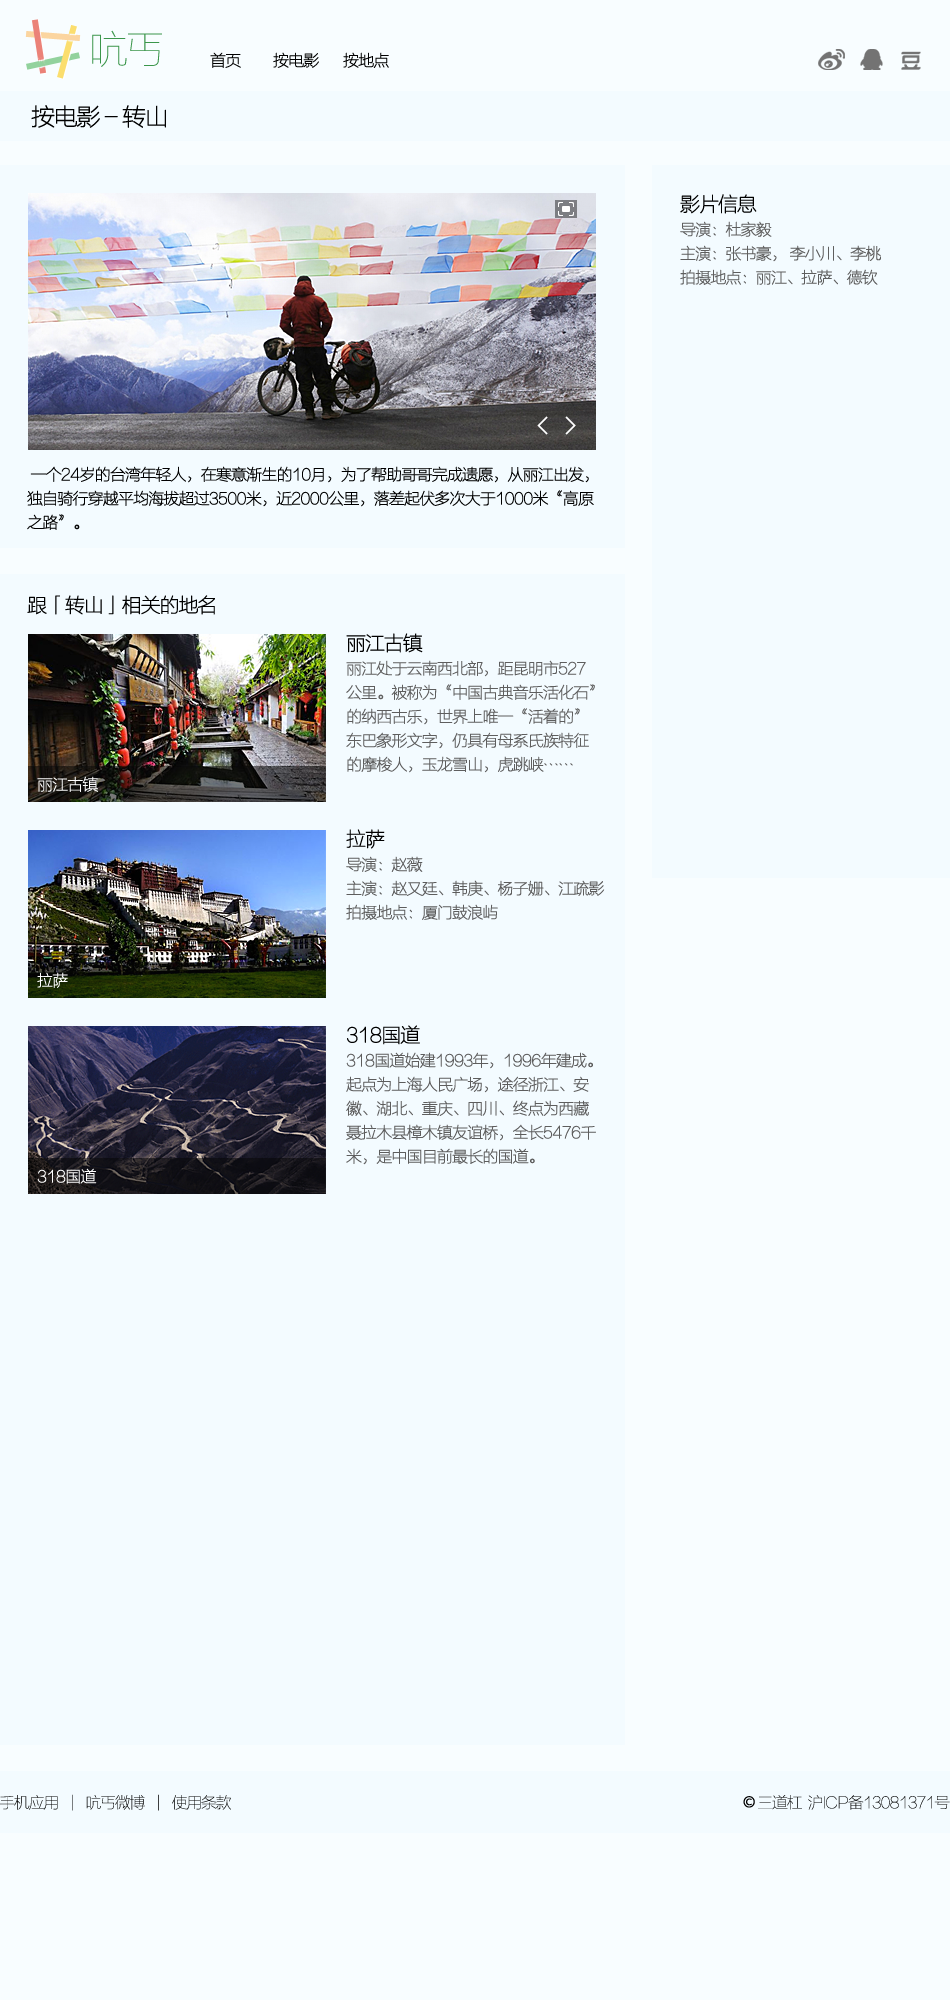 吭丐
首页 按电影 按地点
豆
按电影－转山
影片信息
导演：杜家毅
主演：张书豪， 李小川、李桃
拍摄地点：丽江、拉萨、德钦
一个24岁的台湾年轻人，在寒意渐生的10月，为了帮助哥哥完成遗愿，从丽江出发，
独自骑行穿越平均海拔超过3500米，近2000公里，落差起伏多次大于1000米“高原
之路”。
跟「转山」相关的地名
丽江古镇
丽江古镇
丽江处于云南西北部，距昆明市527
公里。被称为“中国古典音乐活化石”
的纳西古乐，世界上唯一“活着的”
东巴象形文字，仍具有母系氏族特征
的摩梭人，玉龙雪山，虎跳峡……
拉萨
拉萨
导演：赵薇
主演：赵又廷、韩庚、杨子姗、江疏影
拍摄地点：厦门鼓浪屿
318国道
318国道
318国道始建1993年，1996年建成。
起点为上海人民广场，途径浙江、安
徽、湖北、重庆、四川、终点为西藏
聂拉木县樟木镇友谊桥，全长5476千
米，是中国目前最长的国道。
手机应用 | 吭丐微博 | 使用条款
© 三道杠 沪ICP备13081371号